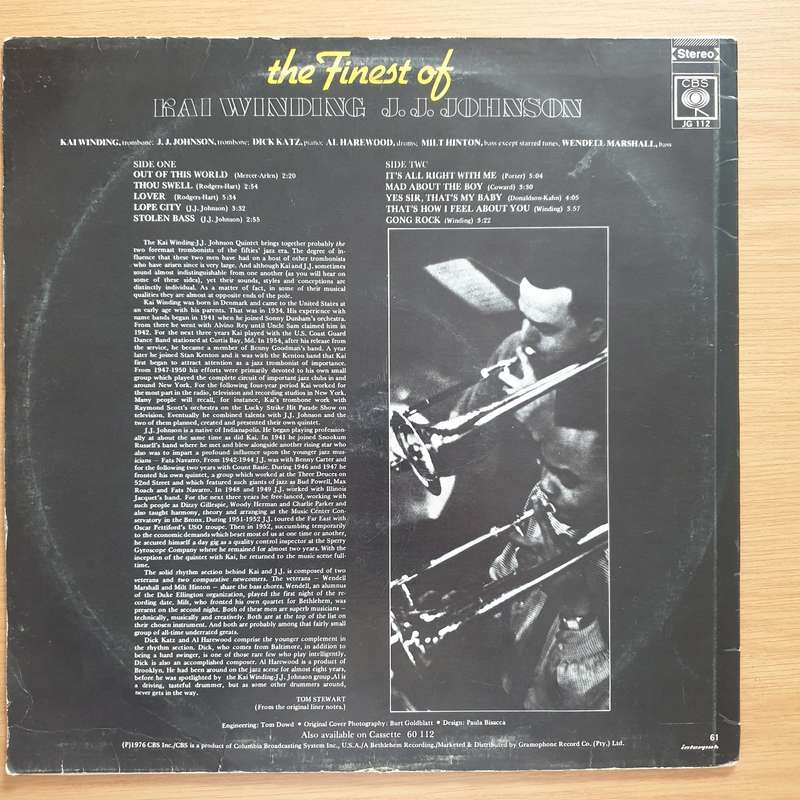 the Finest of
KAI WINDING J. J. JOHNSON
Stereo
CBS
JG 112
KAI WINDING, trombone; J. J. JOHNSON, trombone; DICK KATZ, piano; AL HAREWOOD, drums; MILT HINTON, bass except starred tunes, WENDELL MARSHALL, bass
SIDE ONE
OUT OF THIS WORLD (Mercer-Arlen) 2:20
THOU SWELL (Rodgers-Hart) 2:54
LOVER (Rodgers-Hart) 5:34
LOPE CITY (J.J. Johnson) 3:32
STOLEN BASS (J.J. Johnson) 2:55
SIDE TWO
IT'S ALL RIGHT WITH ME (Porter) 5:04
MAD ABOUT THE BOY (Coward) 3:30
YES SIR, THAT'S MY BABY (Donaldson-Kahn) 4:05
THAT'S HOW I FEEL ABOUT YOU (Winding) 3.57
GONG ROCK (Winding) 3:22
The Kai Winding-J.J. Johnson Quintet brings together probably the
two foremost trombonists of the fifties' jazz era. The degree of in-
fluence that these two men have had on a host of other trombonists
who have arisen since is very large. And although Kai and J.J. sometimes
sound almost indistinguishable from one another (as you will hear on
some of these sides), yet their sounds, styles and conceptions are
distinctly individual. As a matter of fact, in some of their musical
qualities they are almost at opposite ends of the pole.
Kai Winding was born in Denmark and came to the United States at
an early age with his parents. That was in 1934. His experience with
name bands began in 1941 when he joined Sonny Dunham's orchestra.
From there he went with Alvino Rey until Uncle Sam claimed him in
1942. For the next three years Kai played with the U.S. Coast Guard
Dance Band stationed at Curtis Bay, Md. In 1954, after his release from
the service, he became a member of Benny Goodman's band. A year
later he joined Stan Kenton and it was with the Kenton band that Kai
first began to attract attention as a jazz trombonist of importance.
From 1947-1950 his efforts were primarily devoted to his own small
group which played the complete circuit of important jazz clubs in and
around New York. For the following four-year period Kai worked for
the most part in the radio, television and recording studios in New York.
Many people will recall, for instance, Kai's trombone work with
Raymond Scott's orchestra on the Lucky Strike Hit Parade Show on
television. Eventually he combined talents with J.J. Johnson and the
two of them planned, created and presented their own quintet.
J.J. Johnson is a native of Indianapolis. He began playing profession-
ally at about the same time as did Kai. In 1941 he joined Snookum
Russell's band where he met and blew alongside another rising star who
also was to impart a profound influence upon the younger jazz mus-
icians – Fats Navarro. From 1942-1944 J.J. was with Benny Carter and
for the following two years with Count Basie. During 1946 and 1947 he
fronted his own quintet, a group which worked at the Three Deuces on
52nd Street and which featured such giants of jazz as Bud Powell, Max
Roach and Fats Navarro. In 1948 and 1949 J.J. worked with Illinois
Jacquet's band. For the next three years he free-lanced, working with
such people as Dizzy Gillespie, Woody Herman and Charlie Parker and
also taught harmony, theory and arranging at the Music Center Con-
servatory in the Bronx. During 1951-1952 J.J. toured the Far East with
Oscar Pettiford's USO troupe. Then in 1952, succumbing temporarily
to the economic demands which beset most of us at one time or another,
he secured himself a day gig as a quality control inspector at the Sperry
Gyroscope Company where he remained for almost two years. With the
inception of the quintet with Kai, he returned to the music scene full-
time.
The solid rhythm section behind Kai and J.J. is composed of two
veterans and two comparative newcomers. The veterans – Wendell
Marshall and Milt Hinton – share the bass chores. Wendell, an alumnus
of the Duke Ellington organization, played the first night of the re-
cording date. Milt, who fronted his own quartet for Bethlehem, was
present on the second night. Both of these men are superb musicians –
technically, musically and creatively. Both are at the top of the list on
their chosen instrument. And both are probably among that fairly small
group of all-time underrated greats.
Dick Katz and Al Harewood comprise the younger complement in
the rhythm section. Dick, who comes from Baltimore, in addition to
being a hard swinger, is one of those rare few who play intelligently.
Dick is also an accomplished composer. Al Harewood is a product of
Brooklyn. He had been around on the jazz scene for almost eight years,
before he was spotlighted by the Kai Winding-J.J. Johnson group. Al is
a driving, tasteful drummer, but as some other drummers around,
never gets in the way.
TOM STEWART
(From the original liner notes.)
Engineering: Tom Dowd • Original Cover Photography: Burt Goldblatt • Design: Paula Bisacca
Also available on Cassette 60 112
(P)1976 CBS Inc./CBS is a product of Columbia Broadcasting System Inc., U.S.A./A Bethlehem Recording./Marketed & Distributed by Gramophone Record Co. (Pty.) Ltd.
61
interpak